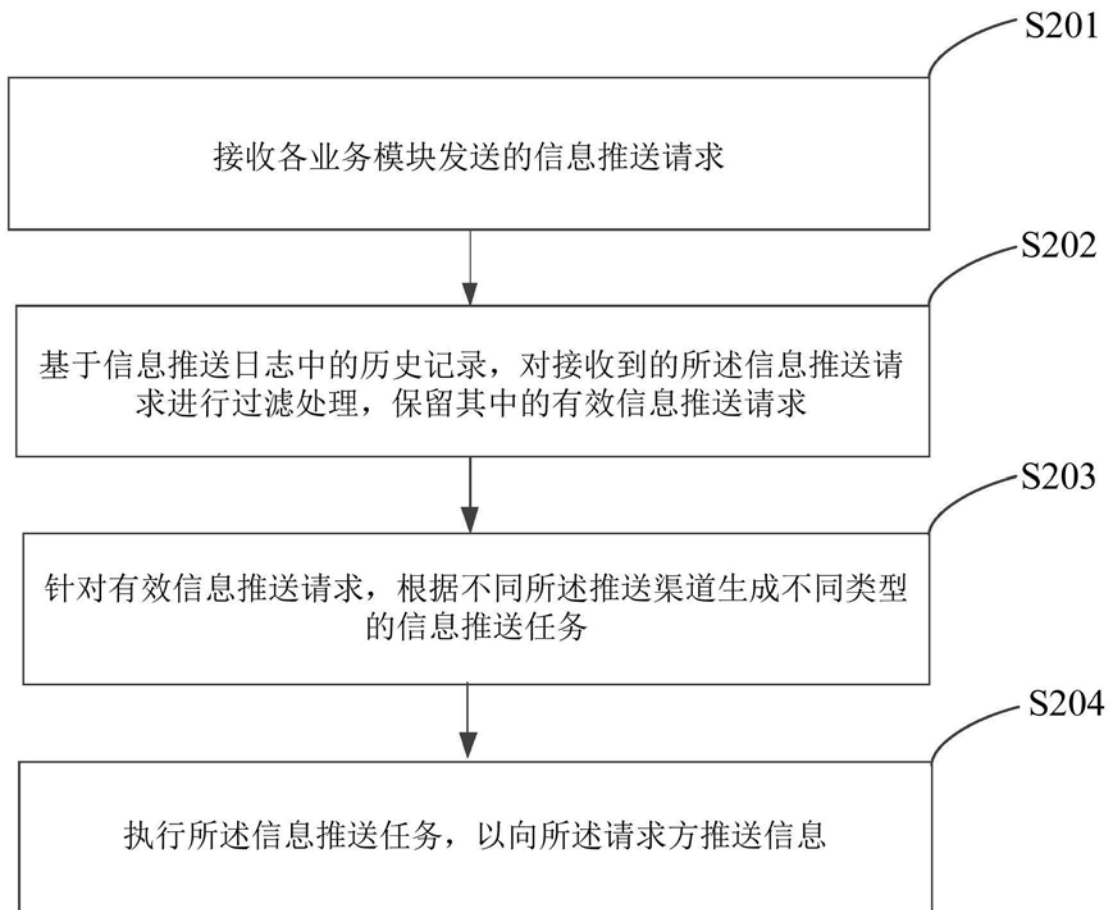 S201
接收各业务模块发送的信息推送请求
S202
基于信息推送日志中的历史记录，对接收到的所述信息推送请
求进行过滤处理，保留其中的有效信息推送请求
S203
针对有效信息推送请求，根据不同所述推送渠道生成不同类型
的信息推送任务
S204
执行所述信息推送任务，以向所述请求方推送信息